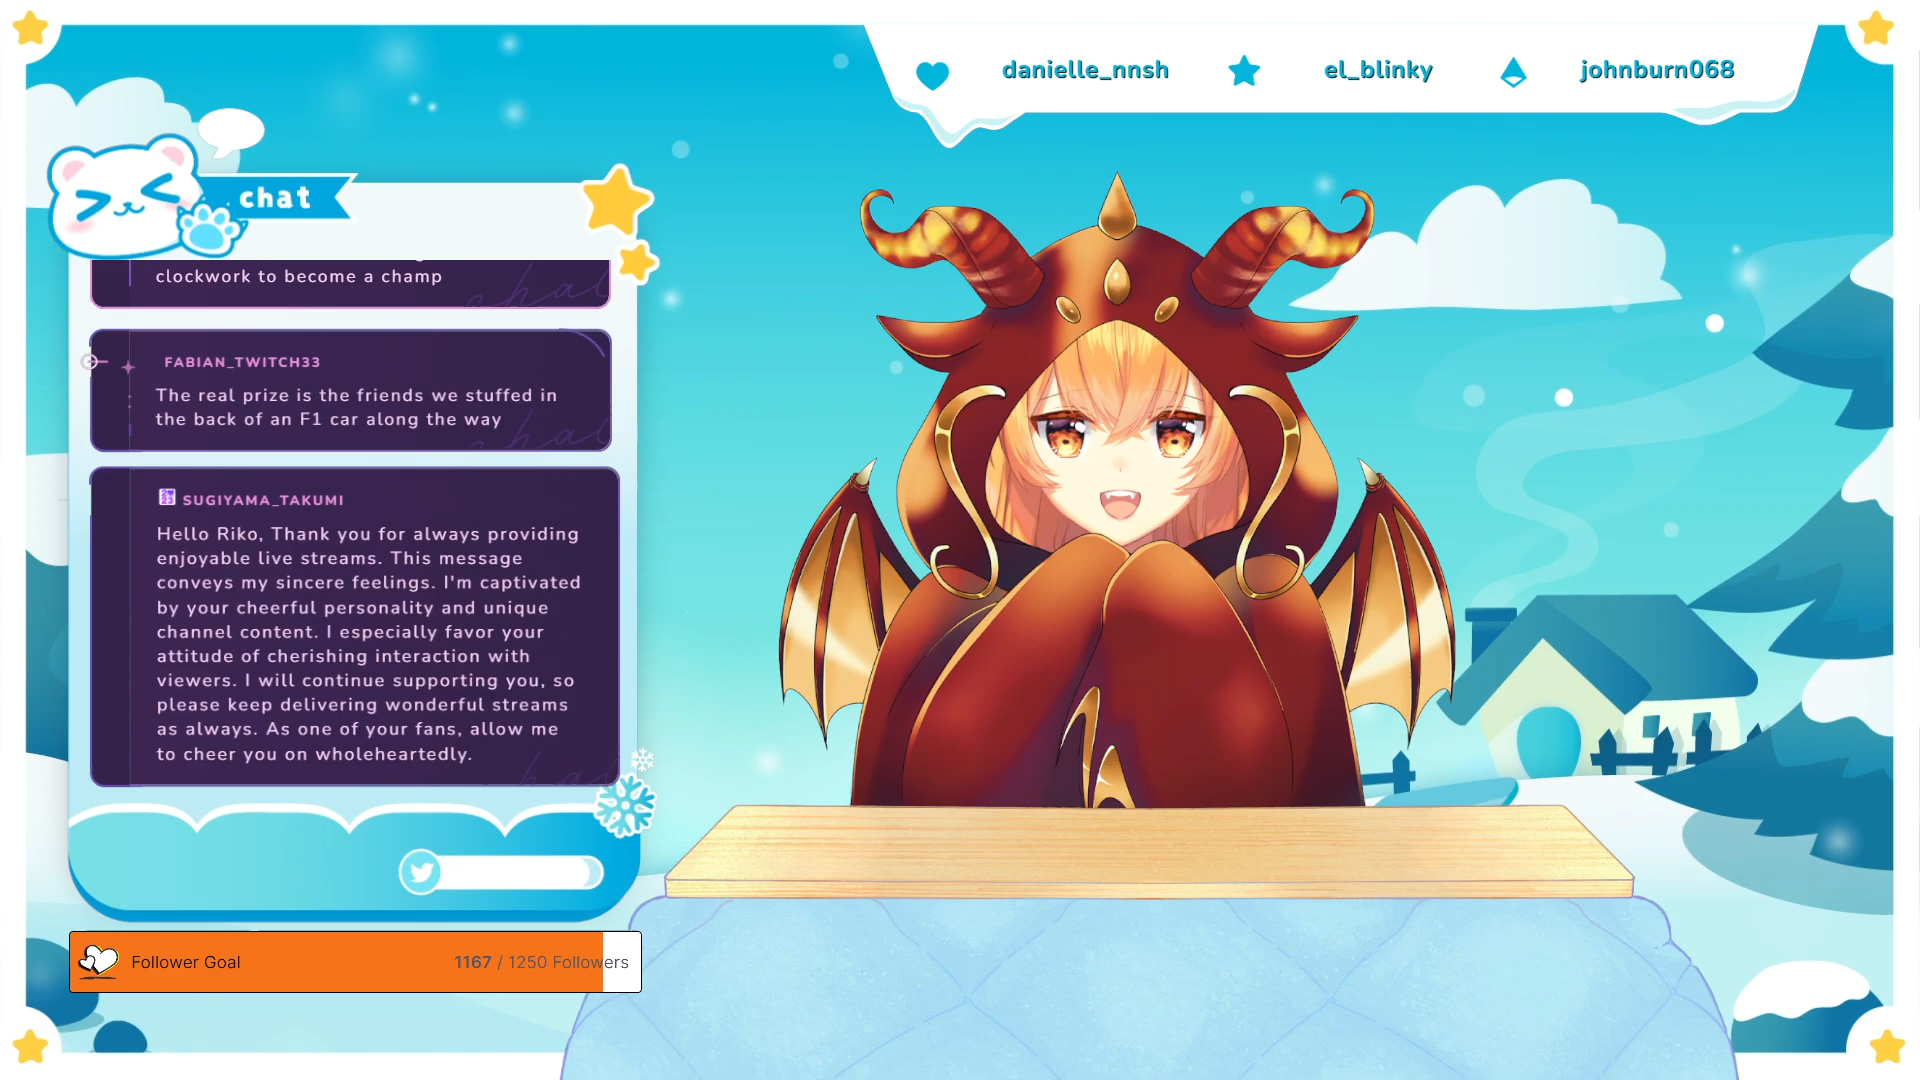 danielle_nnsh
el_blinky
johnburn068
chat
clockwork to become a champ
FABIAN_TWITCH33
The real prize is the friends we stuffed in
the back of an F1 car along the way
SUGIYAMA_TAKUMI
Hello Riko, Thank you for always providing
enjoyable live streams. This message
conveys my sincere feelings. I'm captivated
by your cheerful personality and unique
channel content. I especially favor your
attitude of cherishing interaction with
viewers. I will continue supporting you, so
please keep delivering wonderful streams
as always. As one of your fans, allow me
to cheer you on wholeheartedly.
Follower Goal
1167 / 1250 Followers